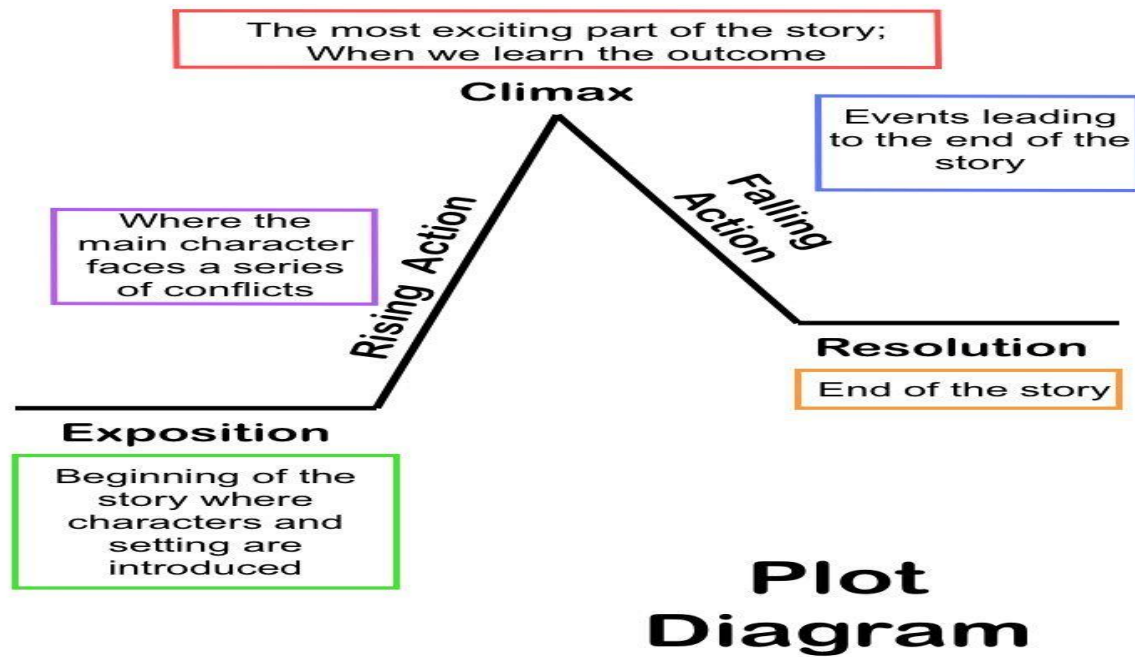 The most exciting part of the story;
When we learn the outcome
Climax
Events leading
to the end of the
story
Falling
Action
Where the
main character
faces a series
of conflicts
Rising Action
Resolution
End of the story
Exposition
Beginning of the
story where
characters and
setting are
introduced
Plot
Diagram